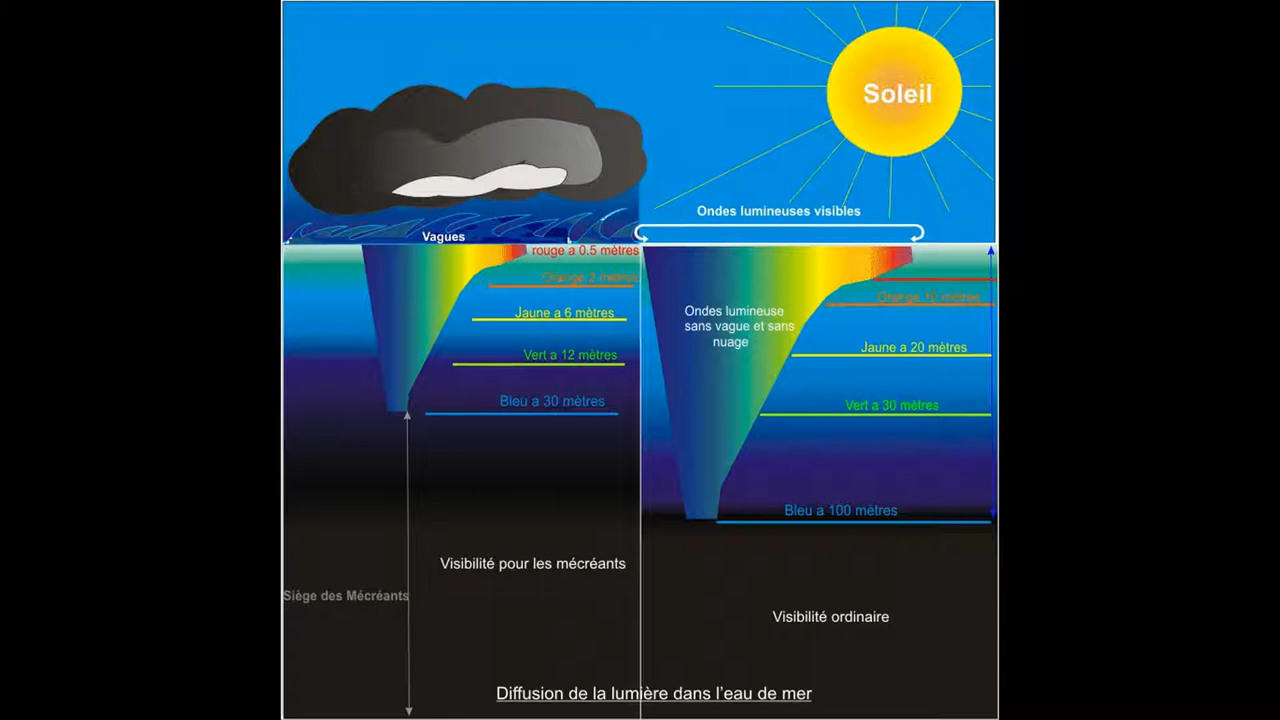 Soleil
Ondes lumineuses visibles
Vagues
rouge a 0.5 mètres
Orange 2 mètres
Jaune a 6 mètres
Vert a 12 mètres
Bleu a 30 mètres
Ondes lumineuse
sans vague et sans
nuage
Orange 10 mètres
Jaune a 20 mètres
Vert a 30 mètres
Bleu a 100 mètres
Visibilité pour les mécréants
Siège des Mécréants
Visibilité ordinaire
Diffusion de la lumière dans l'eau de mer